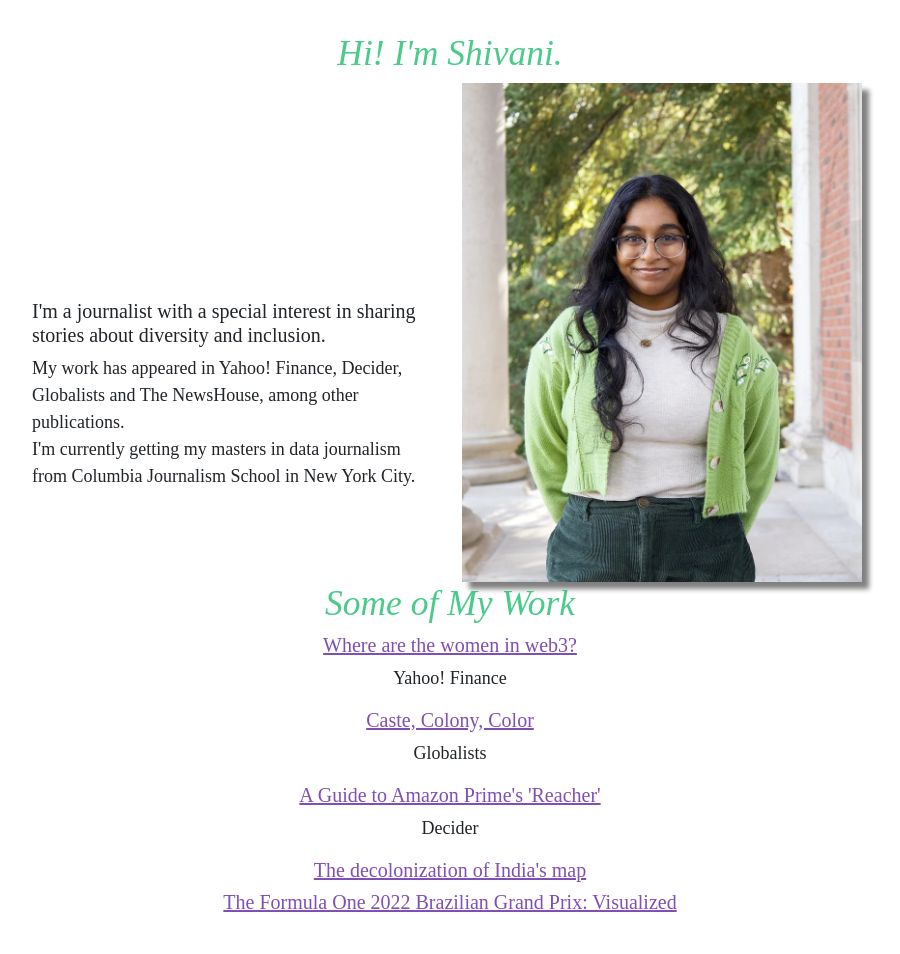 Hi! I'm Shivani.
I'm a journalist with a special interest in sharing
stories about diversity and inclusion.
My work has appeared in Yahoo! Finance, Decider,
Globalists and The NewsHouse, among other
publications.
I'm currently getting my masters in data journalism
from Columbia Journalism School in New York City.
Some of My Work
Where are the women in web3?
Yahoo! Finance
Caste, Colony, Color
Globalists
A Guide to Amazon Prime's 'Reacher'
Decider
The decolonization of India's map
The Formula One 2022 Brazilian Grand Prix: Visualized